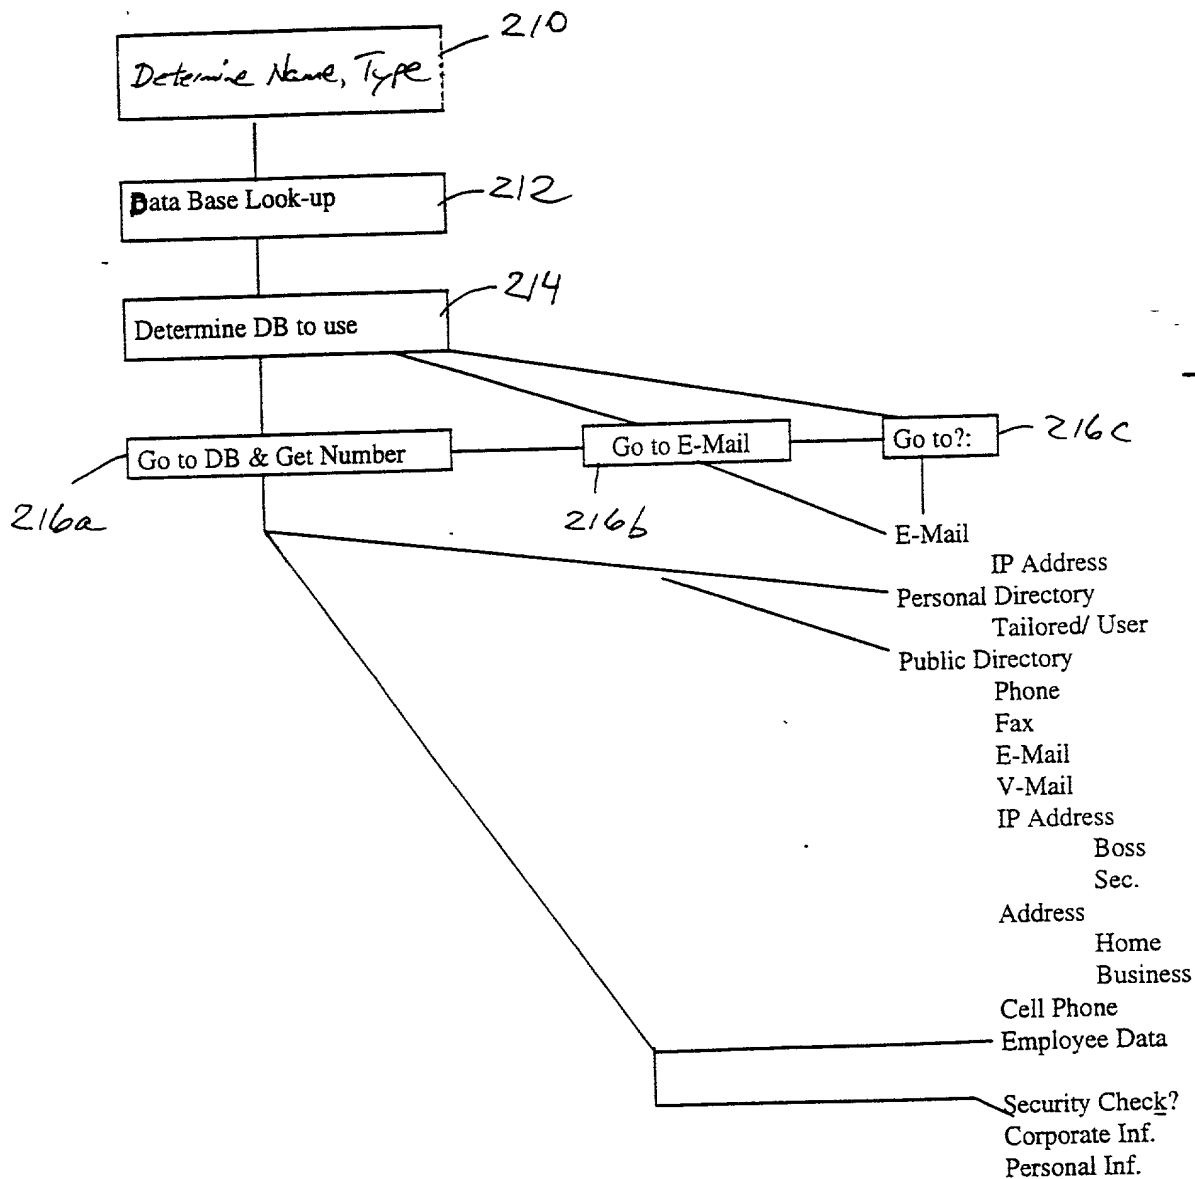 210
Determine Name, Type
212
Data Base Look-up
214
Determine DB to use
216c
Go to DB & Get Number
Go to E-Mail
Go to?:
216a
216b
E-Mail
IP Address
Personal Directory
Tailored/ User
Public Directory
Phone
Fax
E-Mail
V-Mail
IP Address
Boss
Sec.
Address
Home
Business
Cell Phone
Employee Data
Security Check?
Corporate Inf.
Personal Inf.